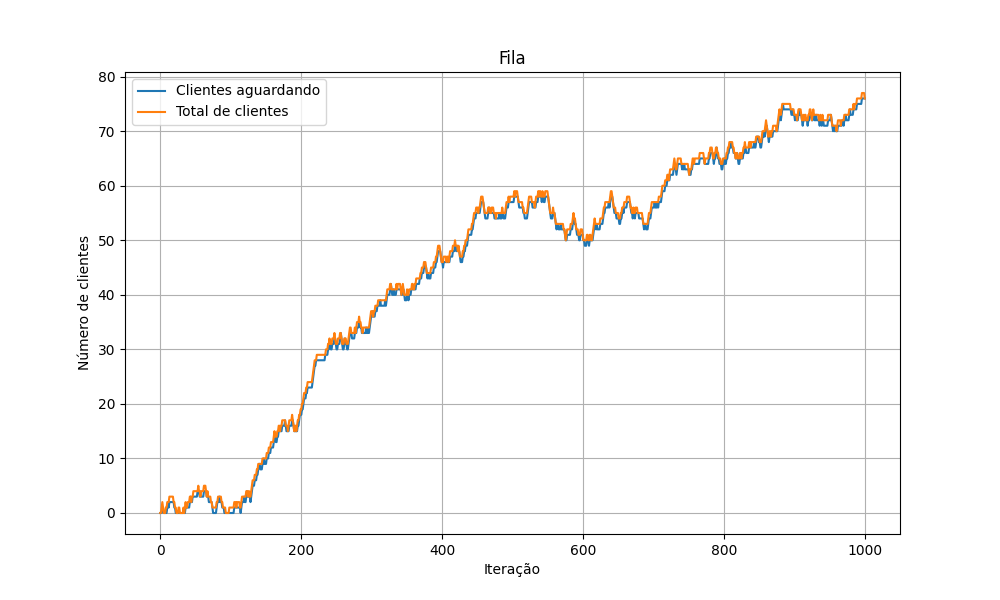 Fila
Clientes aguardando
Total de clientes
80
70
60
50
40
30
20
10
0
Número de clientes
0 200 400 600 800 1000
Iteração